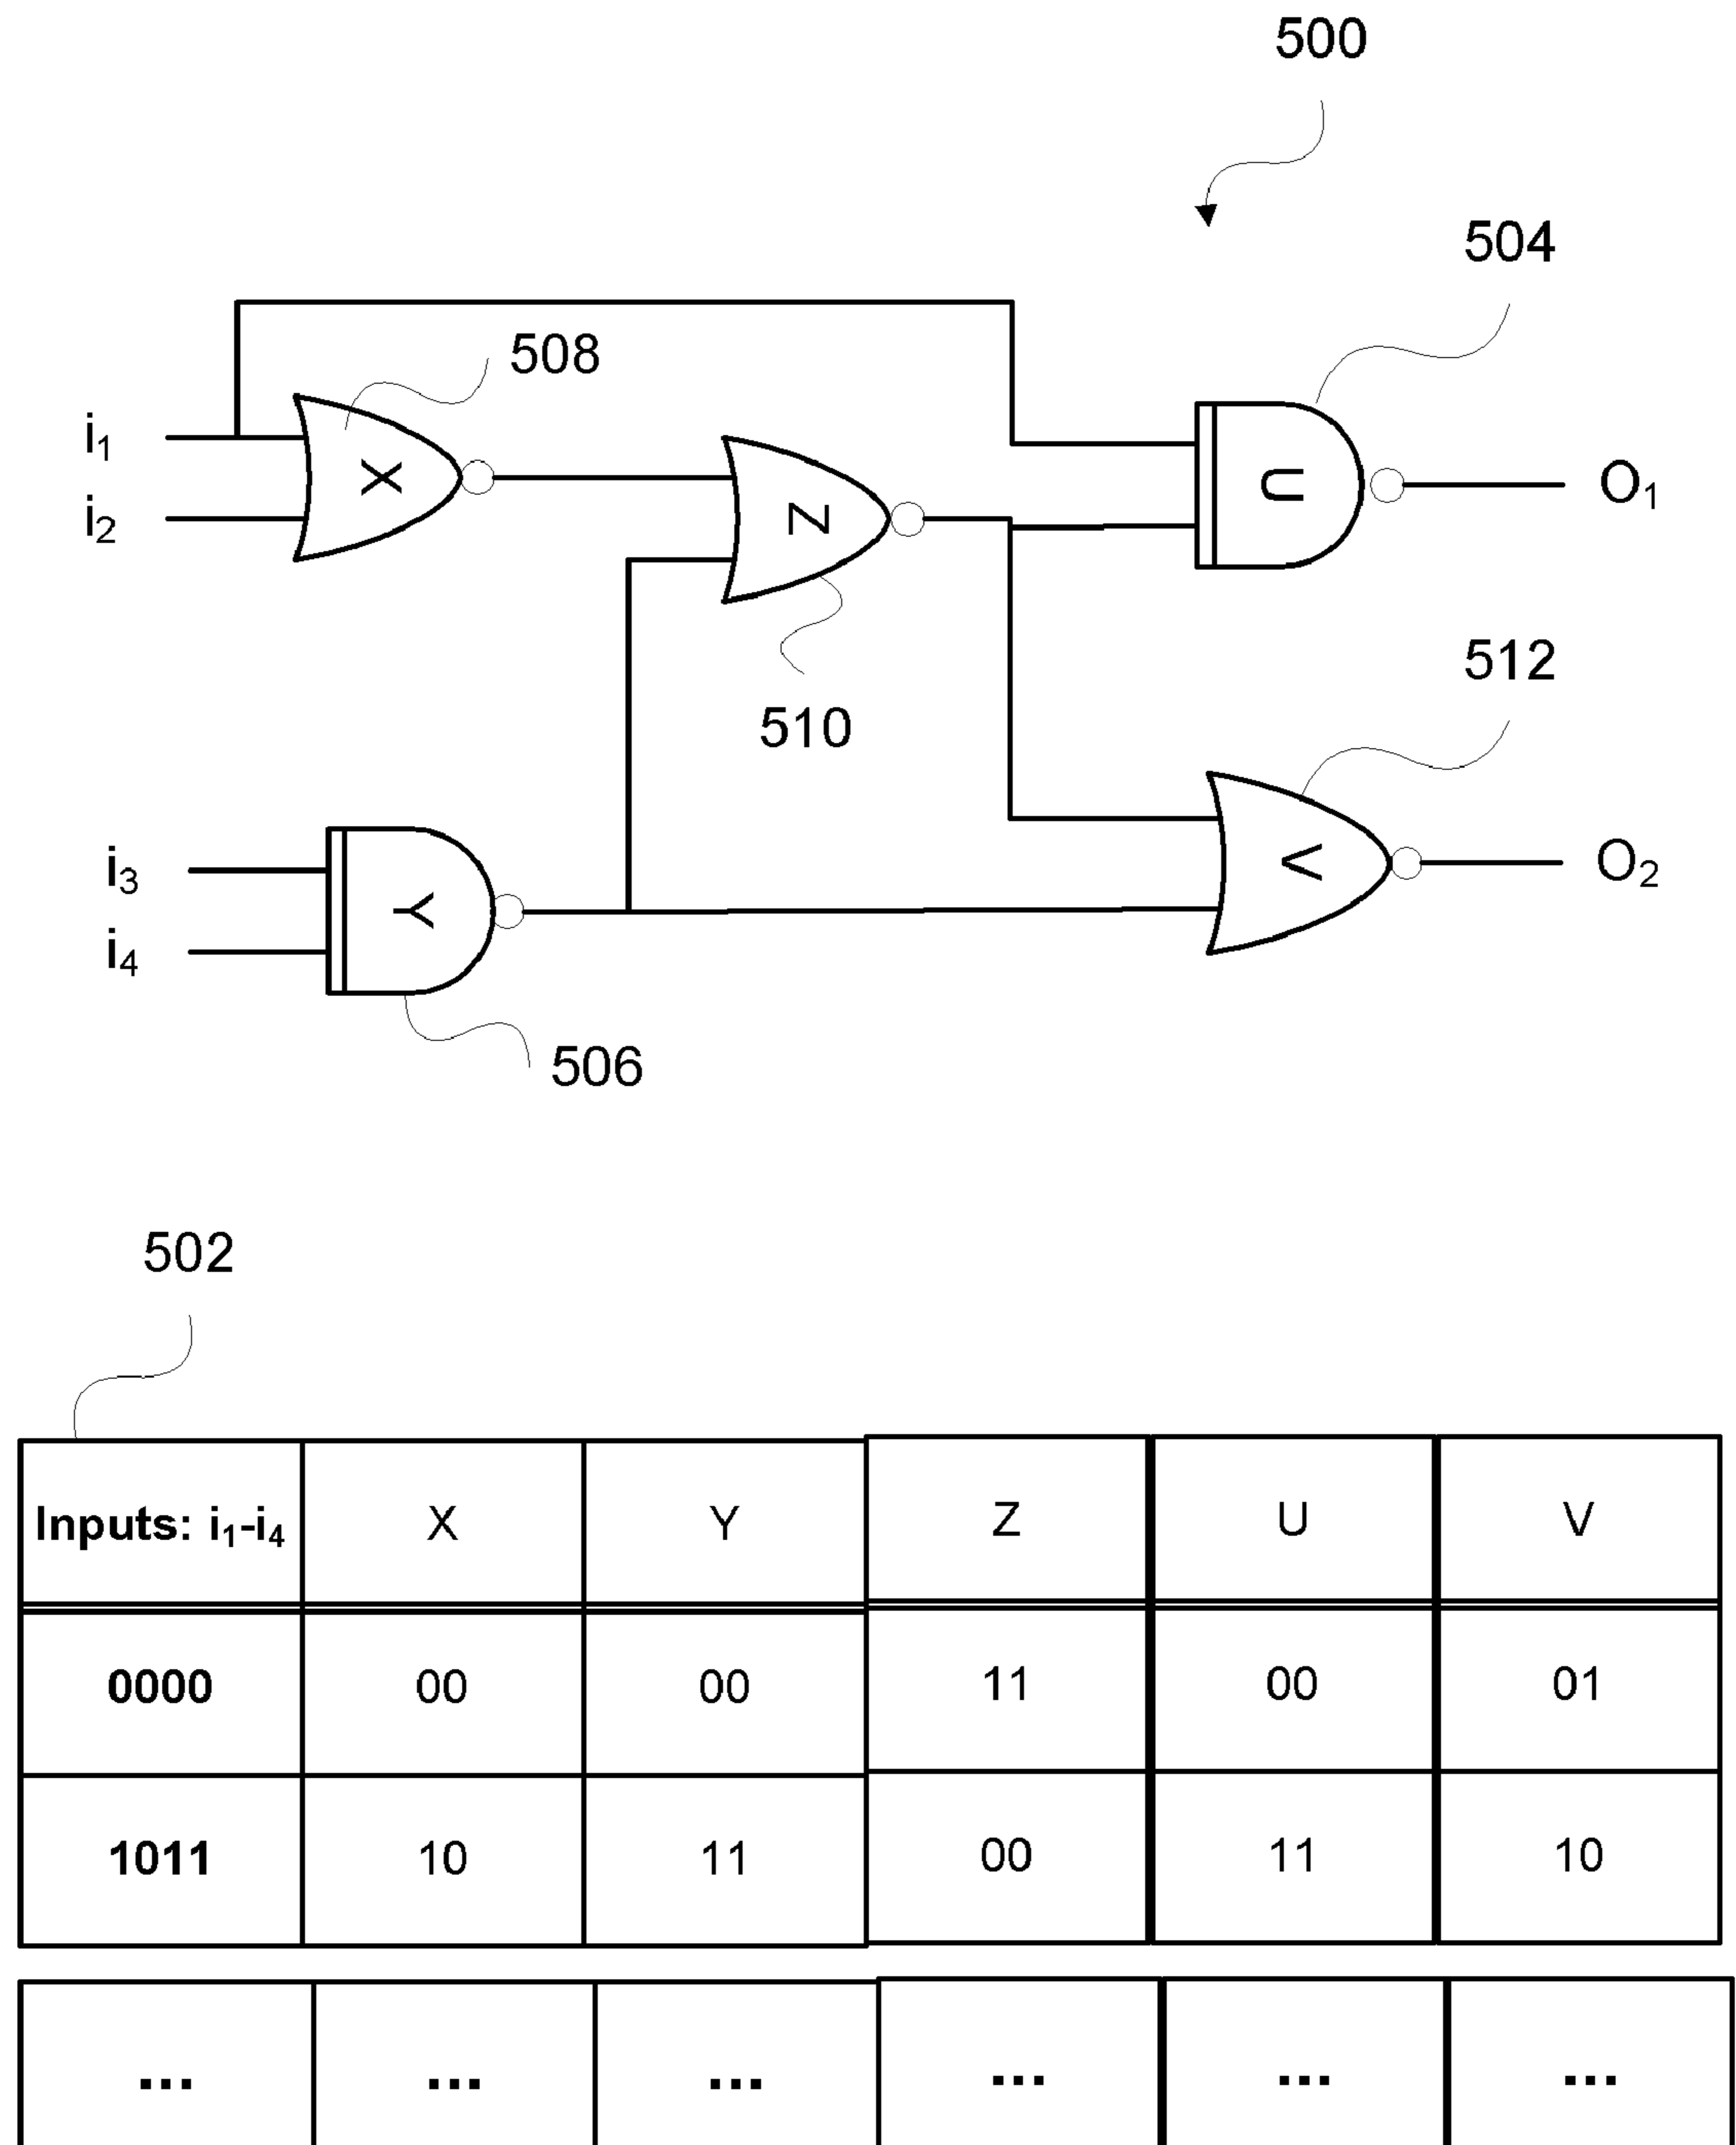 500
504
508
i₁
X
U
O₁
i₂
Z
512
510
V
O₂
i₃
Y
i₄
506
502
Inputs: i₁-i₄ X Y Z U V
0000 00 00 11 00 01
1011 10 11 00 11 10
... ... ... ... ... ...